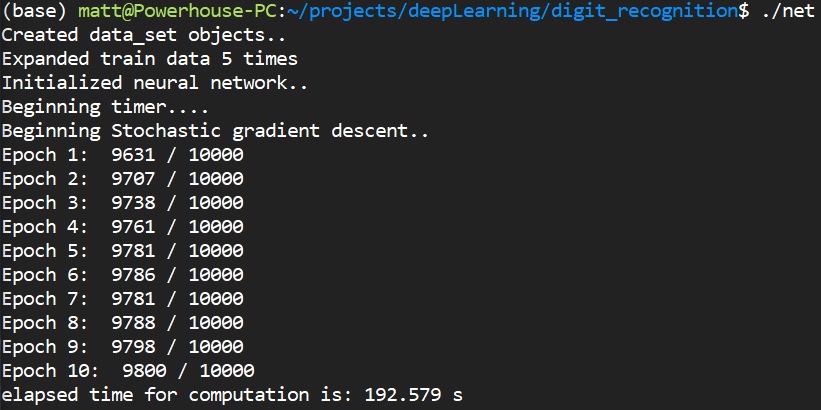 (base) matt@Powerhouse-PC:~/projects/deepLearning/digit_recognition$ ./net
Created data_set objects..
Expanded train data 5 times
Initialized neural network..
Beginning timer....
Beginning Stochastic gradient descent..
Epoch 1:  9631 / 10000
Epoch 2:  9707 / 10000
Epoch 3:  9738 / 10000
Epoch 4:  9761 / 10000
Epoch 5:  9781 / 10000
Epoch 6:  9786 / 10000
Epoch 7:  9781 / 10000
Epoch 8:  9788 / 10000
Epoch 9:  9798 / 10000
Epoch 10:  9800 / 10000
elapsed time for computation is: 192.579 s